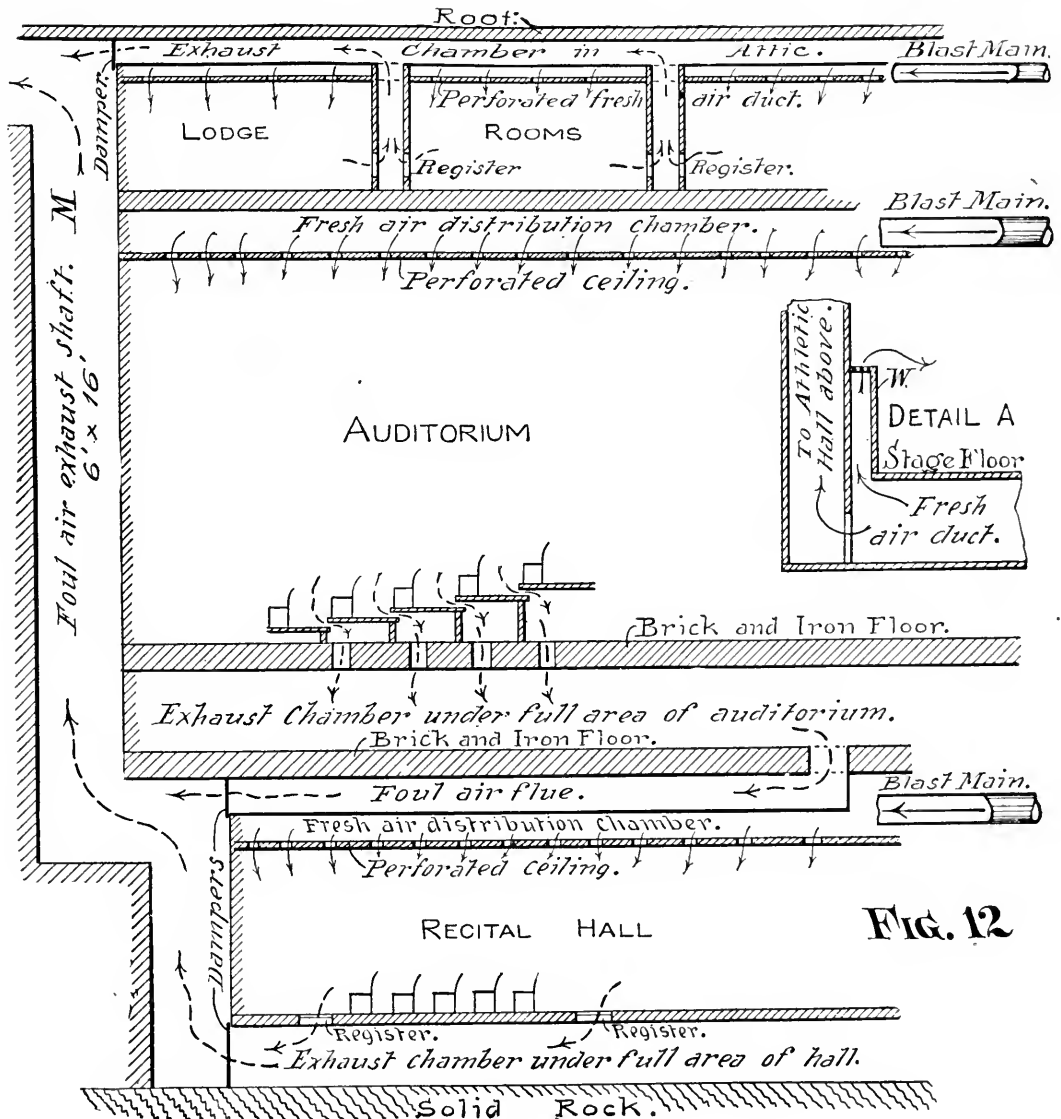 Roof.
Exhaust Chamber in Attic.
Blast Main.
Damper.
Perforated fresh air duct.
LODGE ROOMS
Register
Register.
Blast Main.
Fresh air distribution chamber.
Perforated ceiling.
Foul air exhaust shaft. M
6' x 16'
To Athletic
Hall above.
W.
DETAIL A
Stage Floor
Fresh
air duct.
AUDITORIUM
Brick and Iron Floor.
Exhaust Chamber under full area of auditorium.
Brick and Iron Floor.
Blast Main.
Foul air flue.
Fresh air distribution chamber.
Perforated ceiling.
Dampers
RECITAL HALL
FIG. 12
Register.
Register.
Exhaust chamber under full area of hall.
Solid Rock.